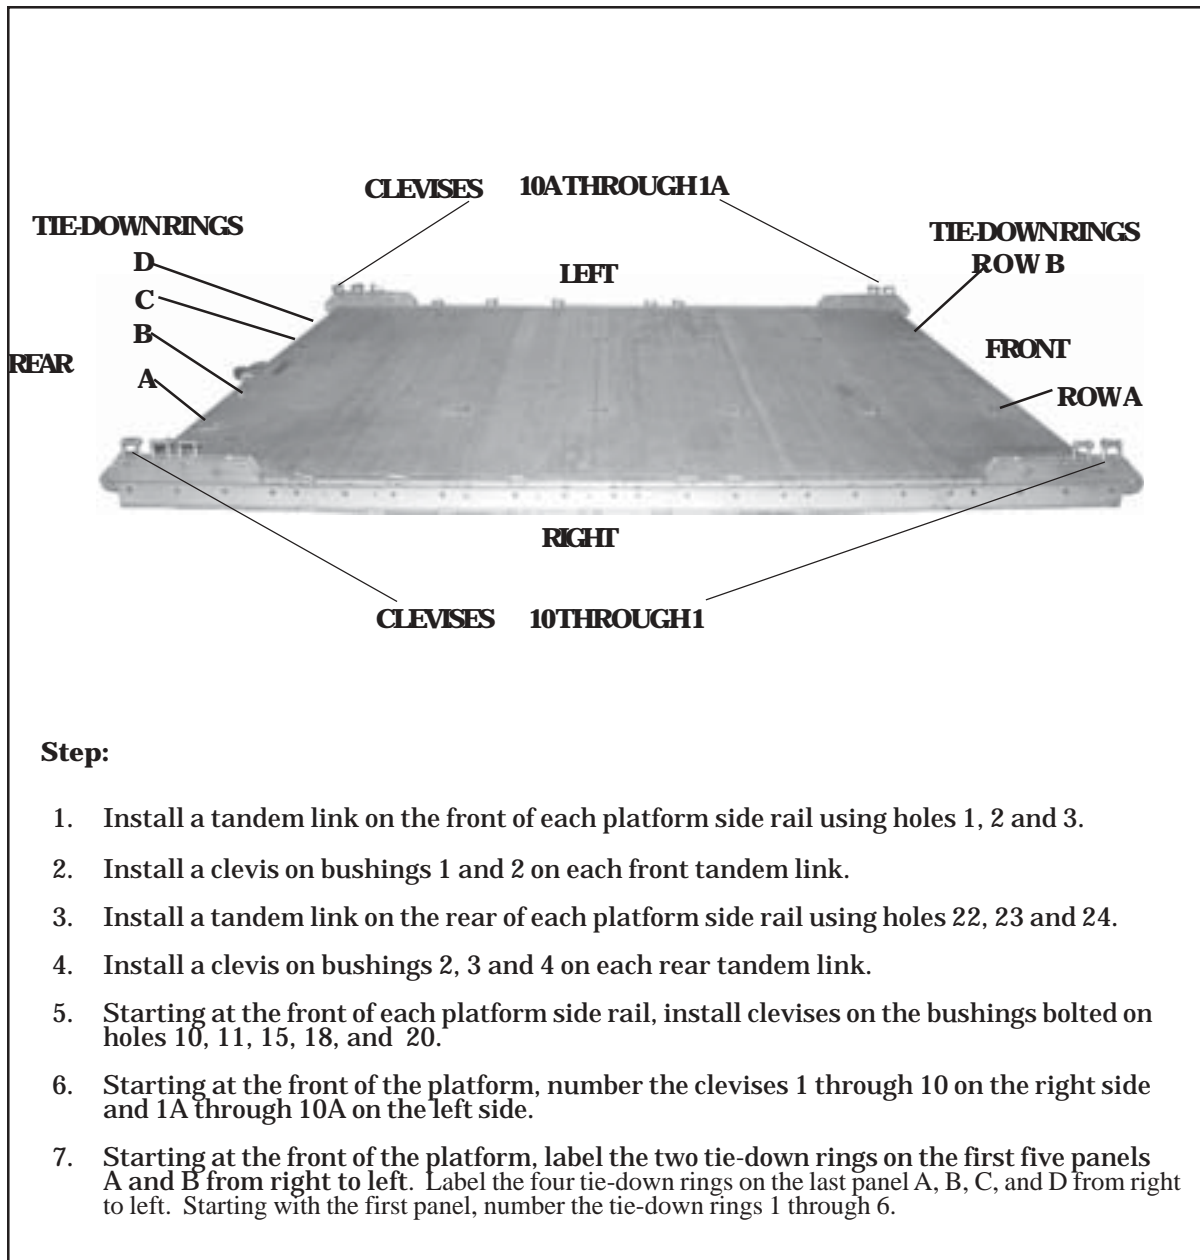 CLEVISES 10A THROUGH 1A
TIE-DOWN RINGS
TIE-DOWN RINGS
D
ROW B
LEFT
C
B
FRONT
REAR
A
ROW A
RIGHT
CLEVISES 10 THROUGH 1
Step:
1. Install a tandem link on the front of each platform side rail using holes 1, 2 and 3.
2. Install a clevis on bushings 1 and 2 on each front tandem link.
3. Install a tandem link on the rear of each platform side rail using holes 22, 23 and 24.
4. Install a clevis on bushings 2, 3 and 4 on each rear tandem link.
5. Starting at the front of each platform side rail, install clevises on the bushings bolted on
holes 10, 11, 15, 18, and 20.
6. Starting at the front of the platform, number the clevises 1 through 10 on the right side
and 1A through 10A on the left side.
7. Starting at the front of the platform, label the two tie-down rings on the first five panels
A and B from right to left. Label the four tie-down rings on the last panel A, B, C, and D from right
to left. Starting with the first panel, number the tie-down rings 1 through 6.